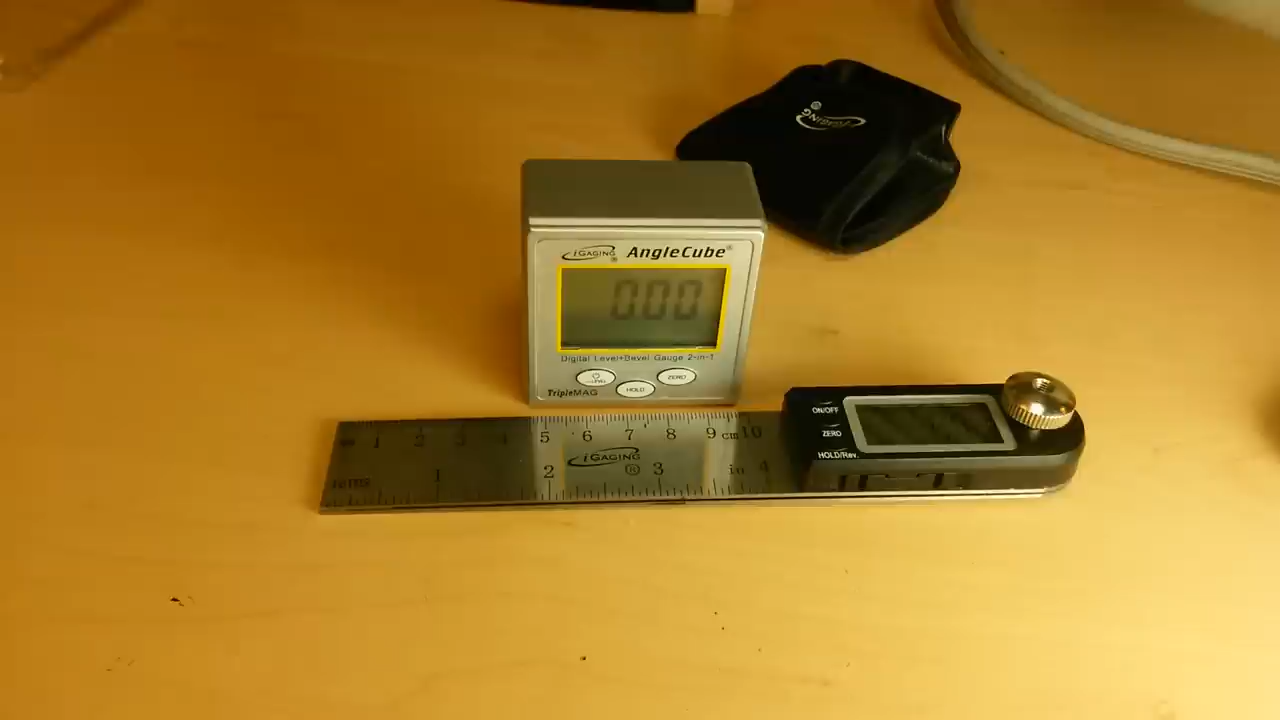 iGAGING®
iGAGING® AngleCube®
0.00
Digital Level+Bevel Gauge 2-in-1
ZERO
HOLD
TripleMAG
ON/OFF
ZERO
HOLD/Rev.
1 2 3 4 5 6 7 8 9 cm 10
iGAGING®
1 2 3 in 4